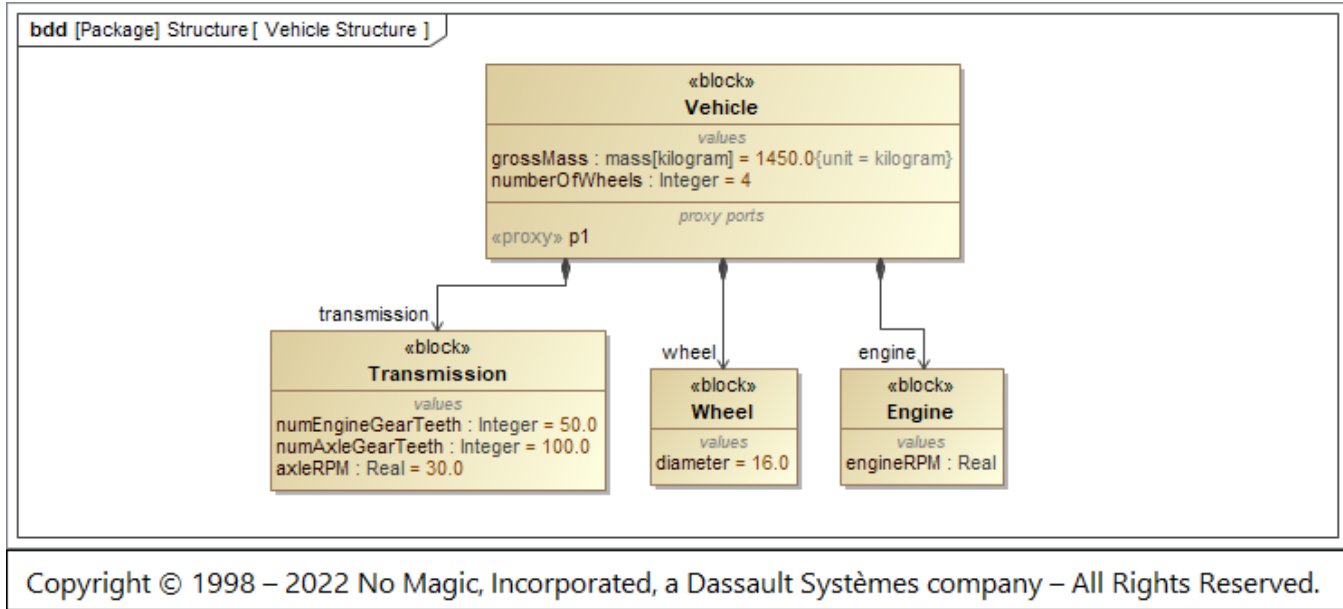 bdd [Package] Structure [ Vehicle Structure ]
«block»
Vehicle
values
grossMass : mass[kilogram] = 1450.0{unit = kilogram}
numberOfWheels : Integer = 4
proxy ports
«proxy» p1
transmission
«block»
Transmission
values
numEngineGearTeeth : Integer = 50.0
numAxleGearTeeth : Integer = 100.0
axleRPM : Real = 30.0
wheel
«block»
Wheel
values
diameter = 16.0
engine
«block»
Engine
values
engineRPM : Real
Copyright © 1998 – 2022 No Magic, Incorporated, a Dassault Systèmes company – All Rights Reserved.